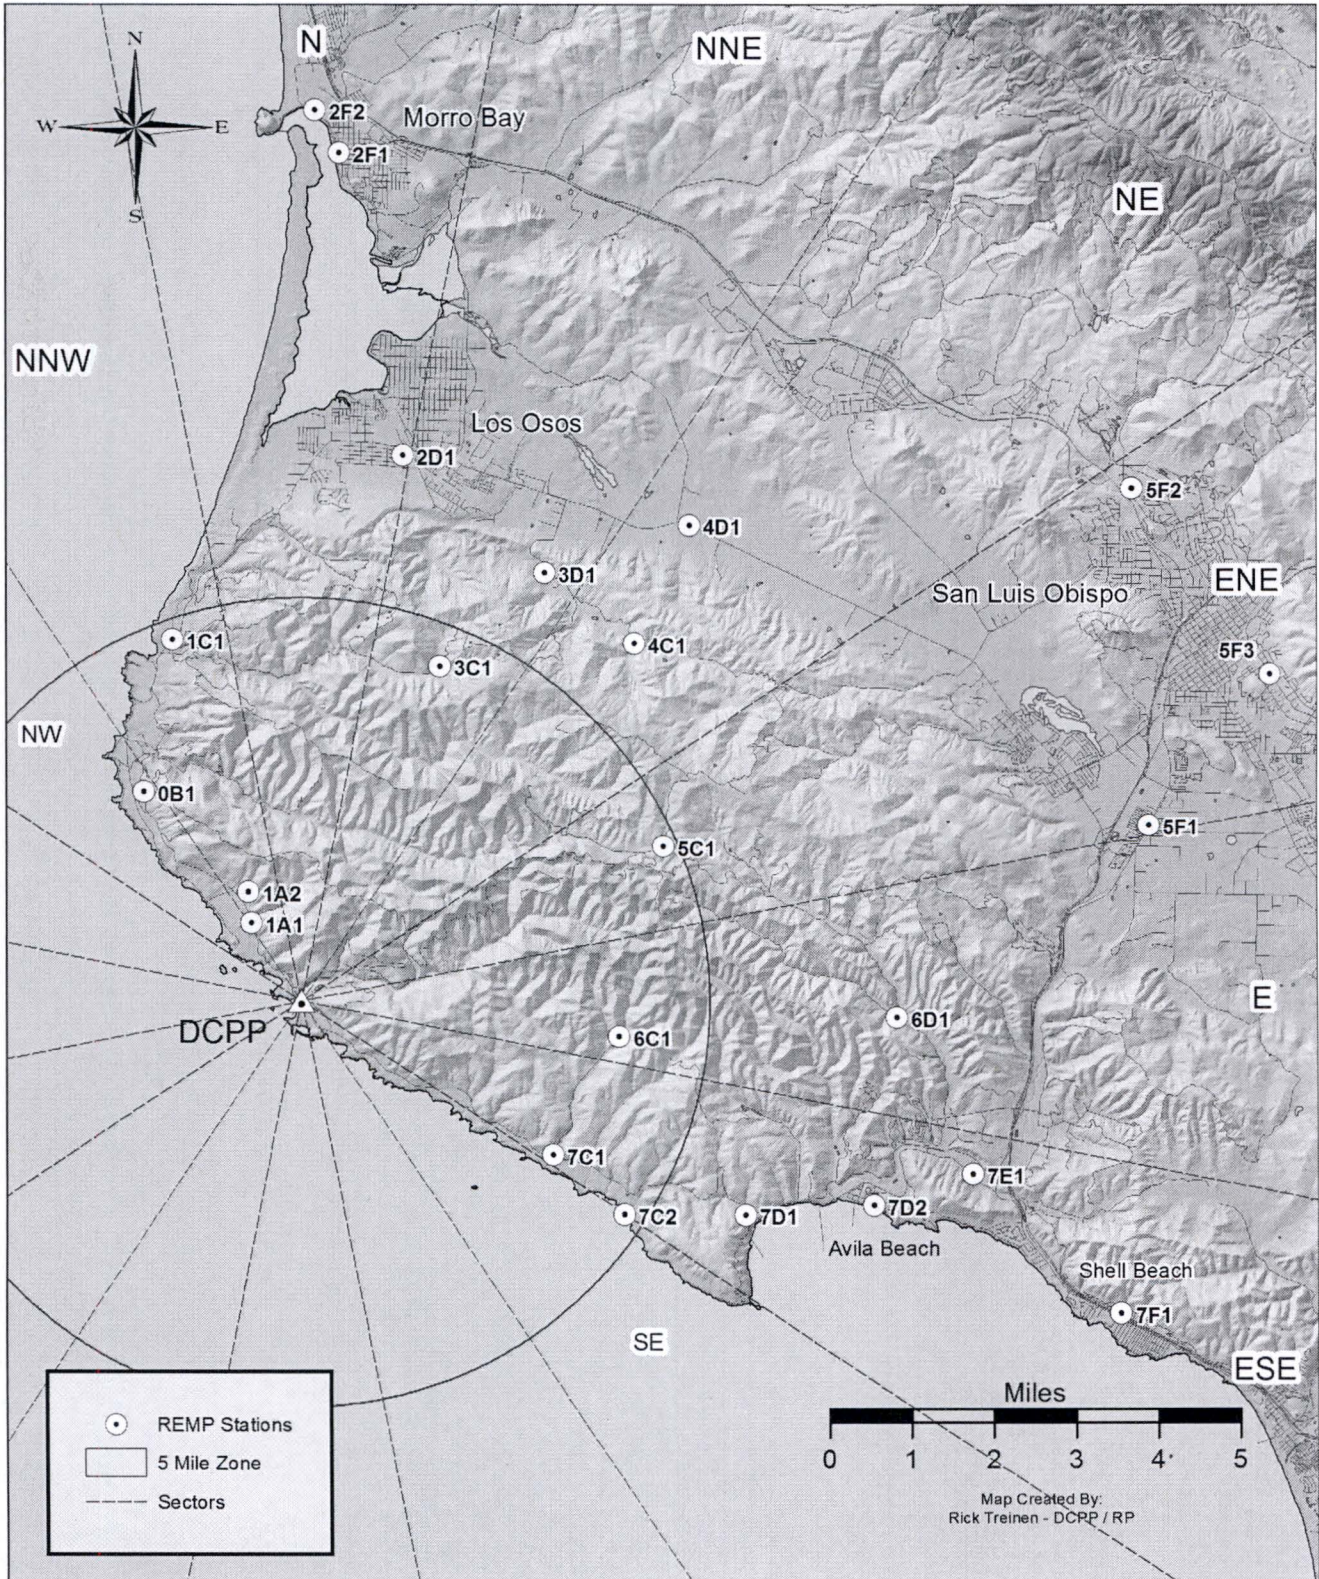 N
NNE
N
W
E
S
2F2
Morro Bay
2F1
NE
NNW
Los Osos
2D1
5F2
4D1
3D1
ENE
San Luis Obispo
1C1
4C1
5F3
3C1
NW
0B1
5F1
5C1
1A2
1A1
E
DCPP
6D1
6C1
7C1
7E1
7C2
7D1
7D2
Avila Beach
Shell Beach
7F1
SE
ESE
Miles
0 1 2 3 4 5
REMP Stations
5 Mile Zone
Sectors
Map Created By:
Rick Treinen - DCPP / RP